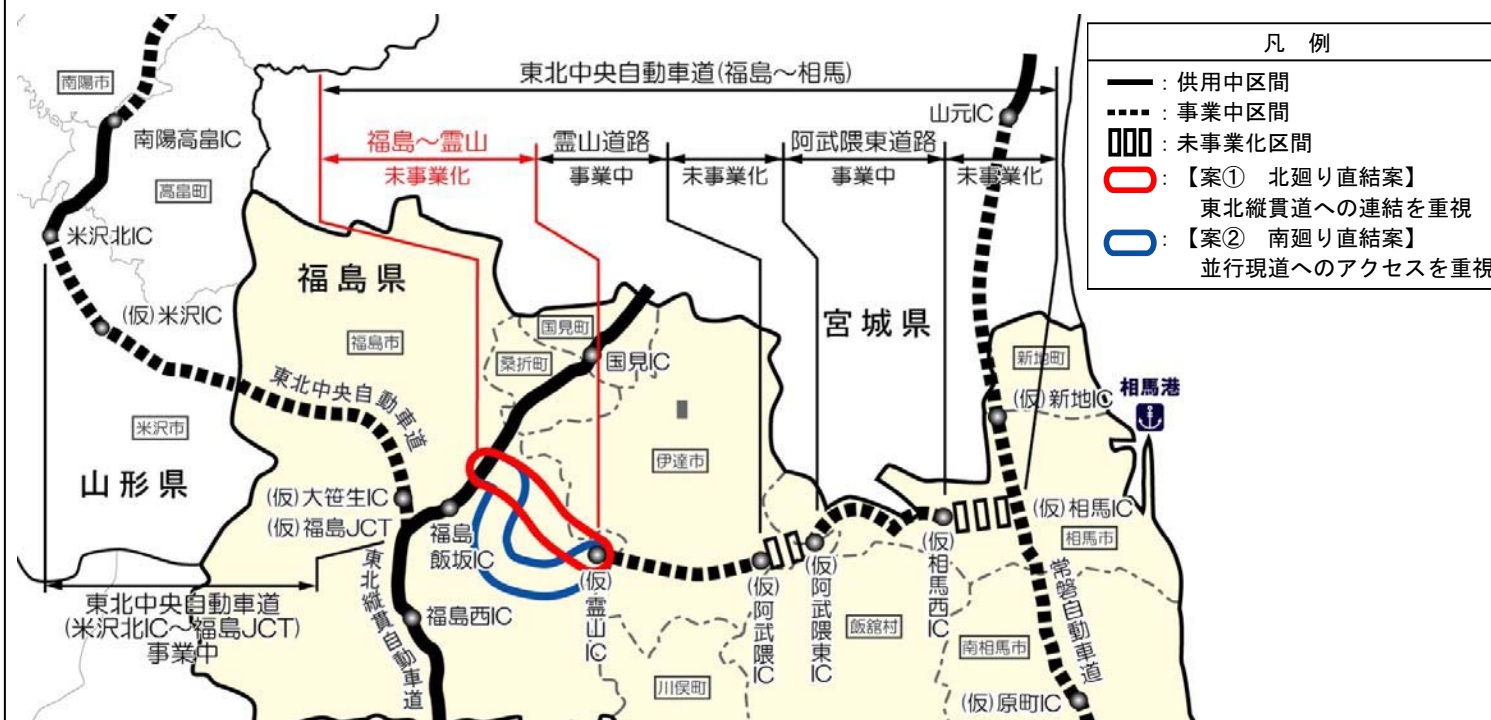 東北中央自動車道(福島～相馬)
福島～霊山
未事業化
霊山道路
事業中
未事業化
阿武隈東道路
事業中
未事業化
凡 例
: 供用中区間
: 事業中区間
: 未事業化区間
: 【案① 北廻り直結案】
東北縦貫道への連結を重視
: 【案② 南廻り直結案】
並行現道へのアクセスを重視
南陽市
南陽高畠IC
高畠町
米沢北IC
(仮)米沢IC
米沢市
山形県
福島県
福島市
東北中央自動車道
(仮)大笹生IC
(仮)福島JCT
福島
飯坂IC
福島西IC
東北縦貫自動車道
東北中央自動車道
(米沢北IC～福島JCT)
事業中
国見町
桑折町
国見IC
伊達市
(仮)霊山IC
川俣町
(仮)阿武隈IC
(仮)阿武隈東IC
飯舘村
(仮)相馬西IC
宮城県
山元IC
新地町
(仮)新地IC
相馬港
(仮)相馬IC
相馬市
常磐自動車道
南相馬市
(仮)原町IC